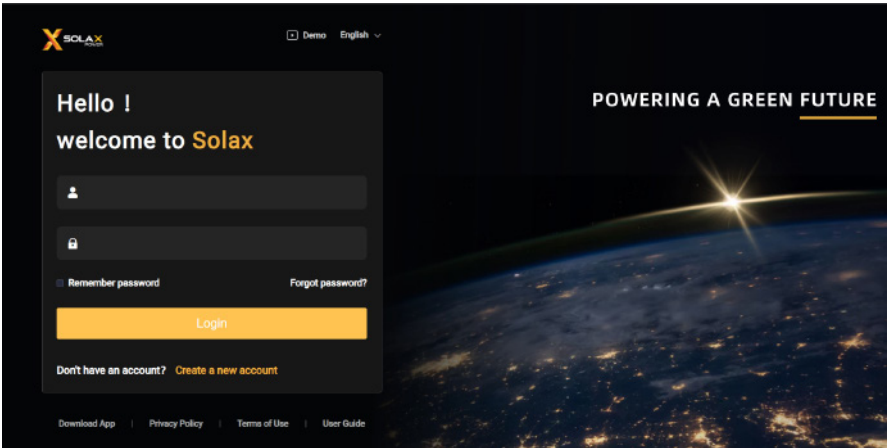 SOLAX
POWER
Demo English
POWERING A GREEN FUTURE
Hello !
welcome to Solax
Remember password Forgot password?
Login
Don't have an account? Create a new account
Download App | Privacy Policy | Terms of Use | User Guide